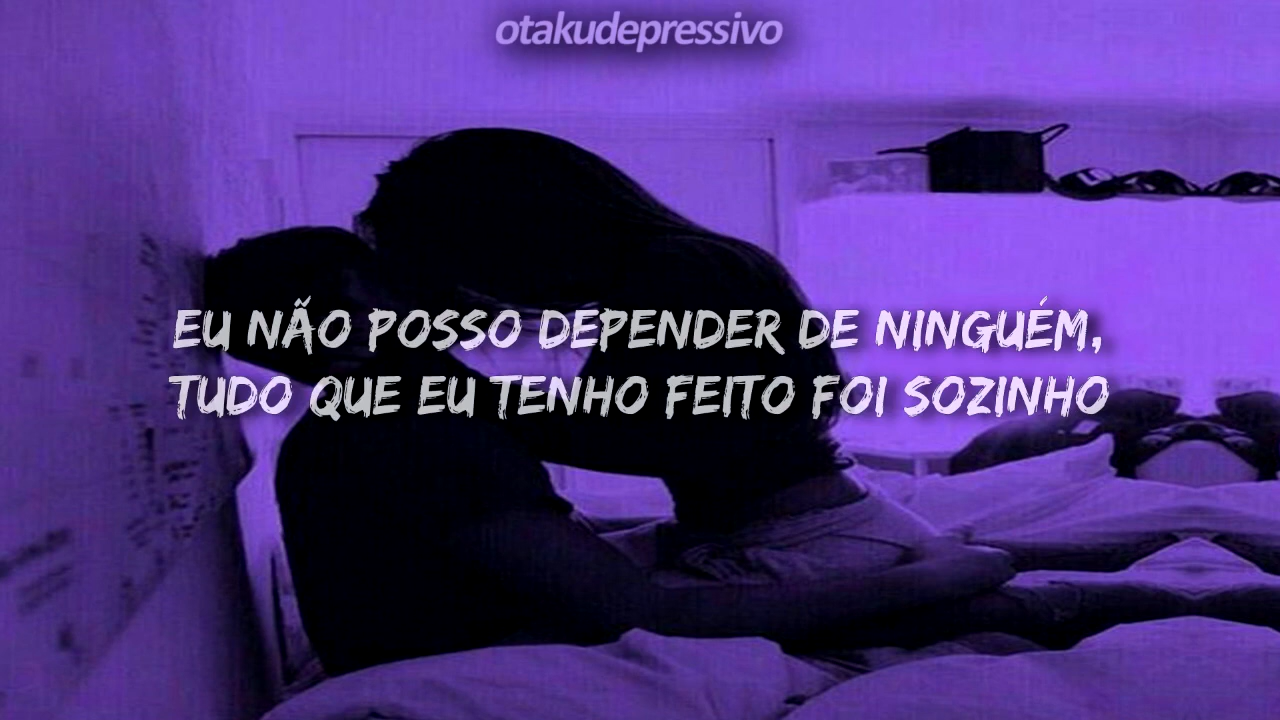 otakudepressivo
EU NÃO POSSO DEPENDER DE NINGUÉM,
TUDO QUE EU TENHO FEITO FOI SOZINHO